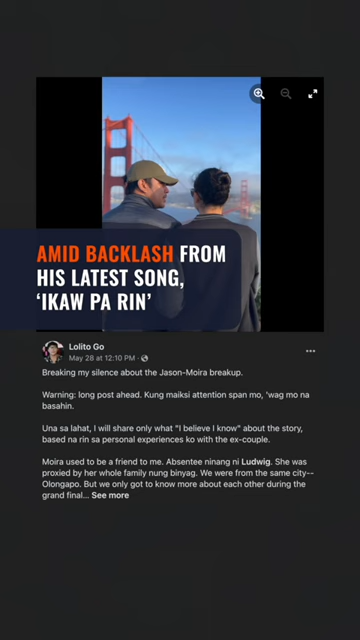 AMID BACKLASH FROM
HIS LATEST SONG,
‘IKAW PA RIN’
Lolito Go
May 28 at 12:10 PM ·
Breaking my silence about the Jason-Moira breakup.
Warning: long post ahead. Kung maiksi attention span mo, 'wag mo na
basahin.
Una sa lahat, I will share only what "I believe I know" about the story,
based na rin sa personal experiences ko with the ex-couple.
Moira used to be a friend to me. Absentee ninang ni Ludwig. She was
proxied by her whole family nung binyag. We were from the same city--
Olongapo. But we only got to know more about each other during the
grand final... See more